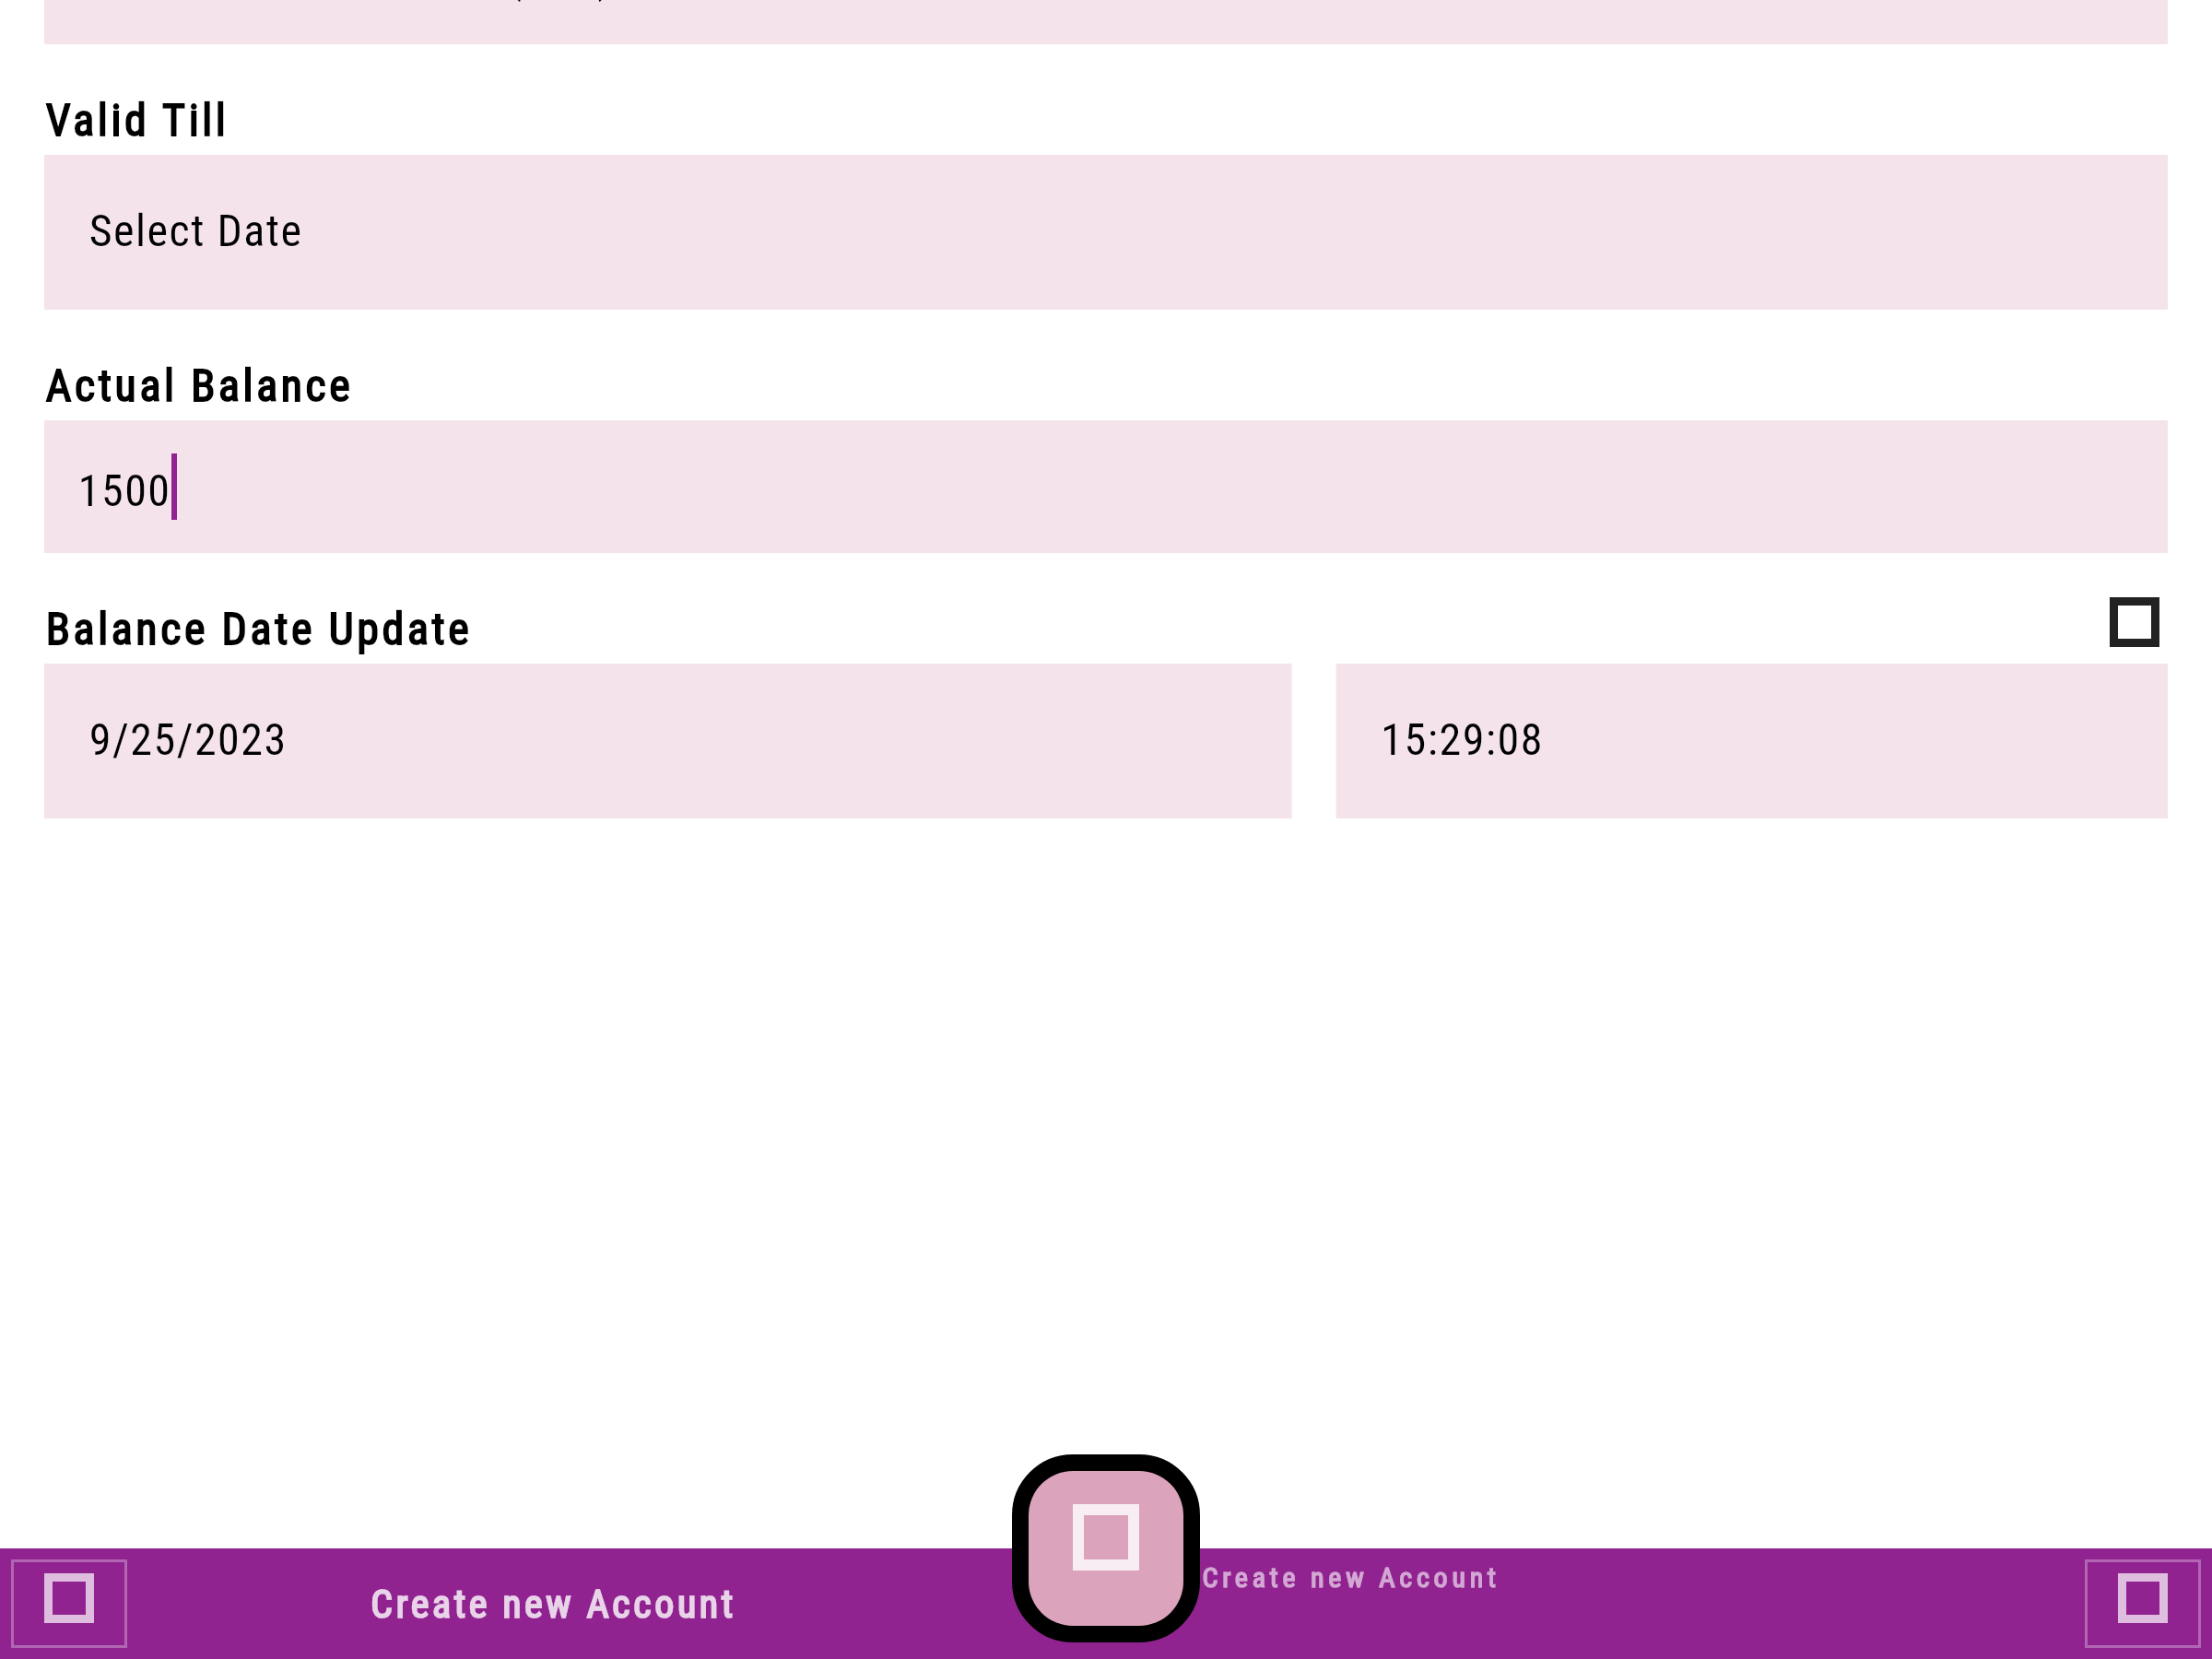 Valid Till
Select Date
Actual Balance
1500
Balance Date Update
9/25/2023
15:29:08
Create new Account
Create new Account